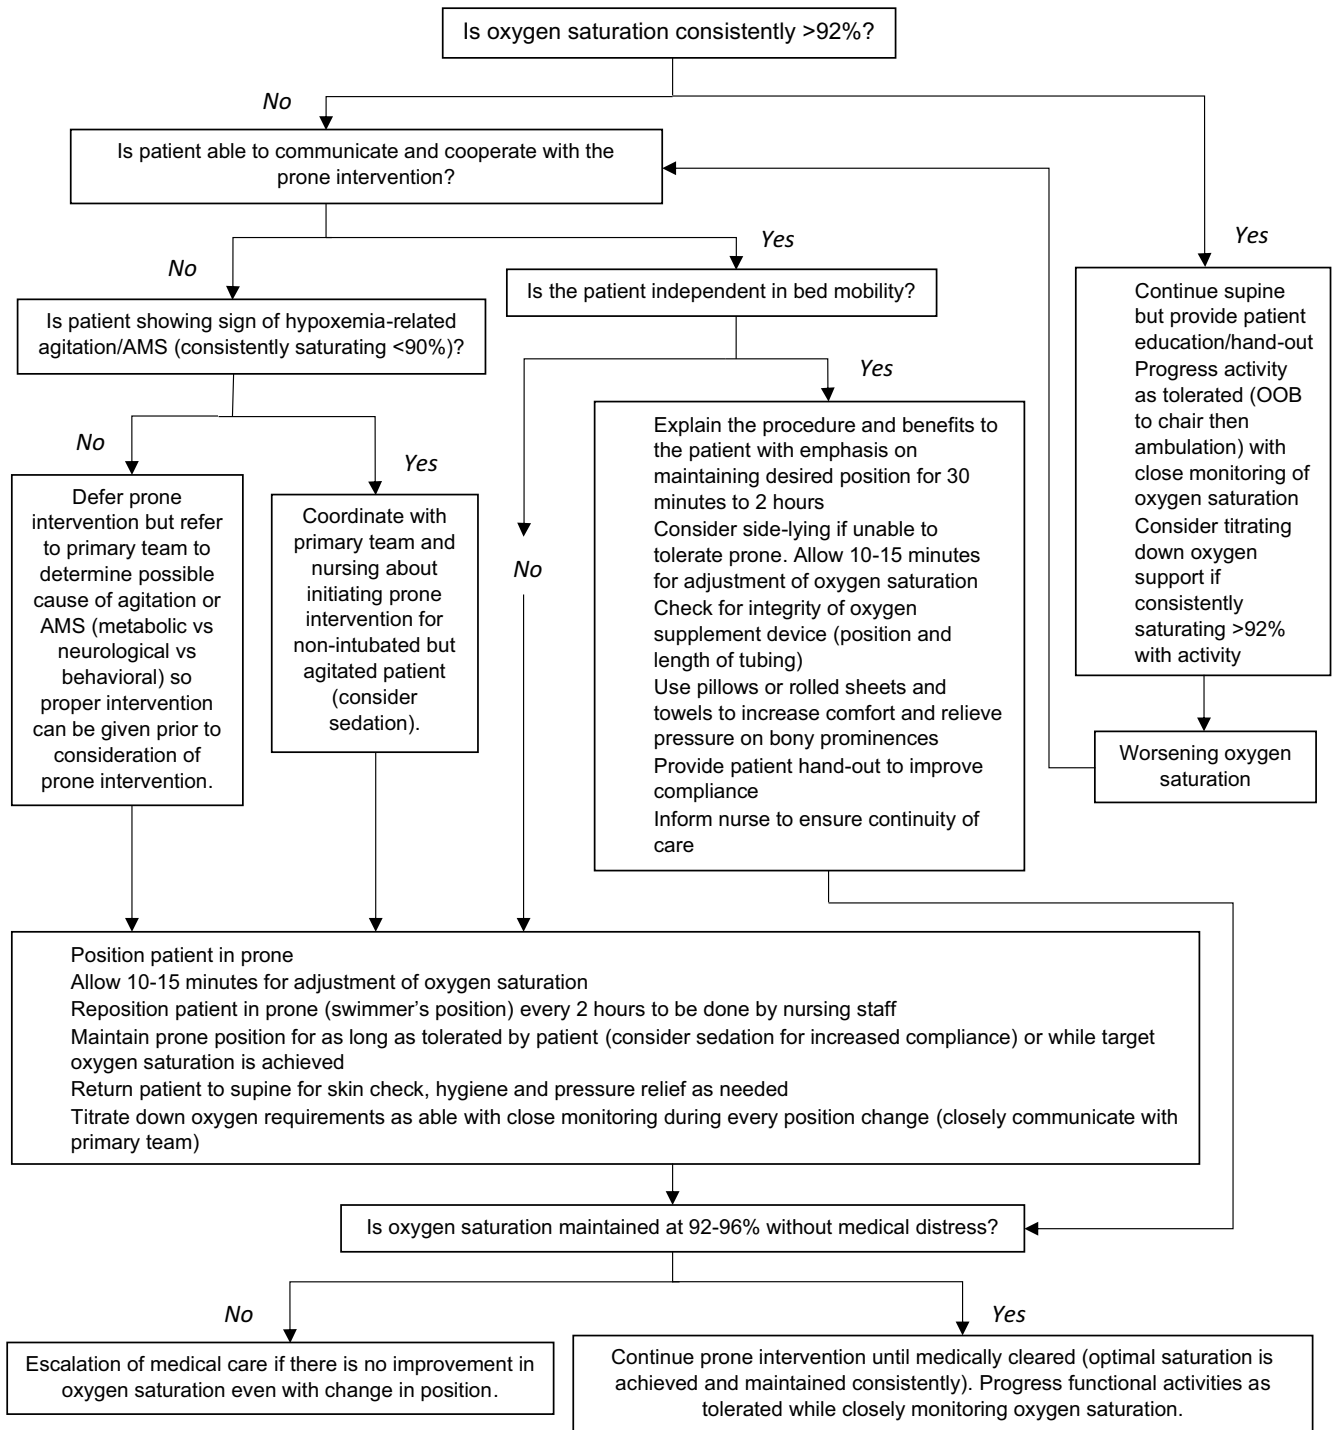 Is oxygen saturation consistently >92%?
No
Is patient able to communicate and cooperate with the
prone intervention?
Yes
Yes
No
Is the patient independent in bed mobility?
Is patient showing sign of hypoxemia-related
agitation/AMS (consistently saturating <90%)?
Continue supine
but provide patient
education/hand-out
Progress activity
as tolerated (OOB
to chair then
ambulation) with
close monitoring of
oxygen saturation
Consider titrating
down oxygen
support if
consistently
saturating >92%
with activity
Yes
No
Yes
Explain the procedure and benefits to
the patient with emphasis on
maintaining desired position for 30
minutes to 2 hours
Consider side-lying if unable to
tolerate prone. Allow 10-15 minutes
for adjustment of oxygen saturation
Check for integrity of oxygen
supplement device (position and
length of tubing)
Use pillows or rolled sheets and
towels to increase comfort and relieve
pressure on bony prominences
Provide patient hand-out to improve
compliance
Inform nurse to ensure continuity of
care
Defer prone
intervention but refer
to primary team to
determine possible
cause of agitation or
AMS (metabolic vs
neurological vs
behavioral) so
proper intervention
can be given prior to
consideration of
prone intervention.
Coordinate with
primary team and
nursing about
initiating prone
intervention for
non-intubated but
agitated patient
(consider
sedation).
No
Worsening oxygen
saturation
Position patient in prone
Allow 10-15 minutes for adjustment of oxygen saturation
Reposition patient in prone (swimmer's position) every 2 hours to be done by nursing staff
Maintain prone position for as long as tolerated by patient (consider sedation for increased compliance) or while target
oxygen saturation is achieved
Return patient to supine for skin check, hygiene and pressure relief as needed
Titrate down oxygen requirements as able with close monitoring during every position change (closely communicate with
primary team)
Is oxygen saturation maintained at 92-96% without medical distress?
No
Yes
Escalation of medical care if there is no improvement in
oxygen saturation even with change in position.
Continue prone intervention until medically cleared (optimal saturation is
achieved and maintained consistently). Progress functional activities as
tolerated while closely monitoring oxygen saturation.